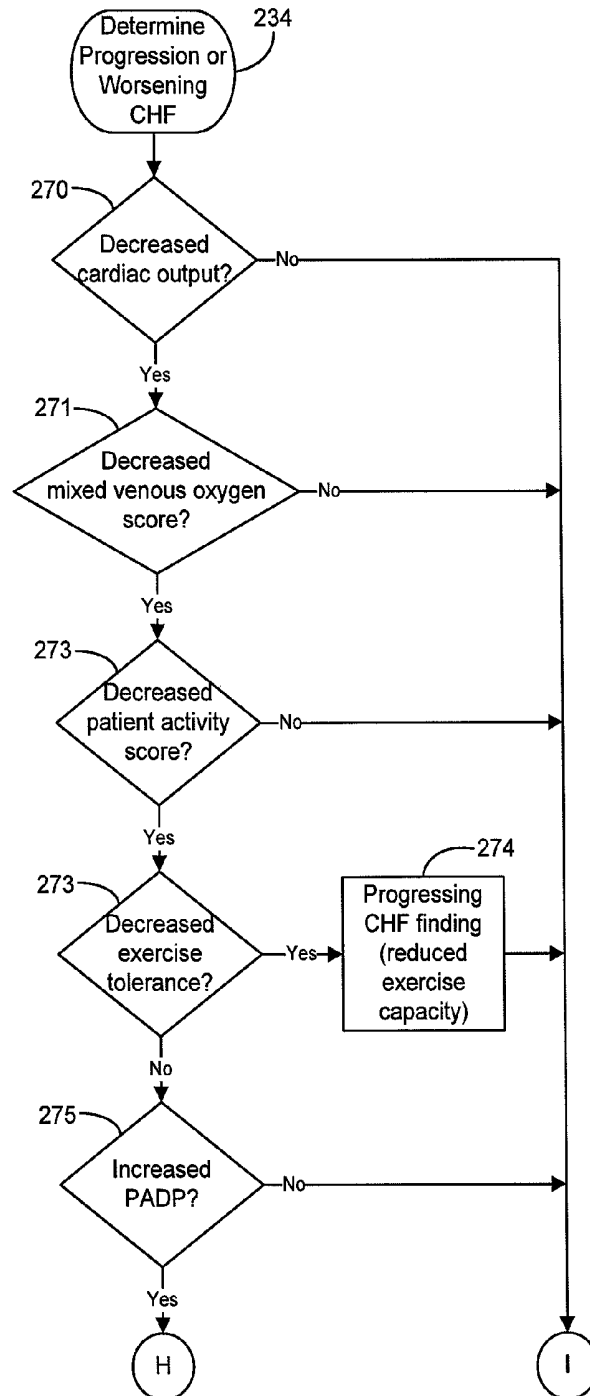 Determine
Progression or
Worsening
CHF
234
270
Decreased
cardiac output?
No
Yes
271
Decreased
mixed venous oxygen
score?
No
Yes
273
Decreased
patient activity
score?
No
Yes
273
Decreased
exercise
tolerance?
Yes
274
Progressing
CHF finding
(reduced
exercise
capacity)
No
275
Increased
PADP?
No
Yes
H
I